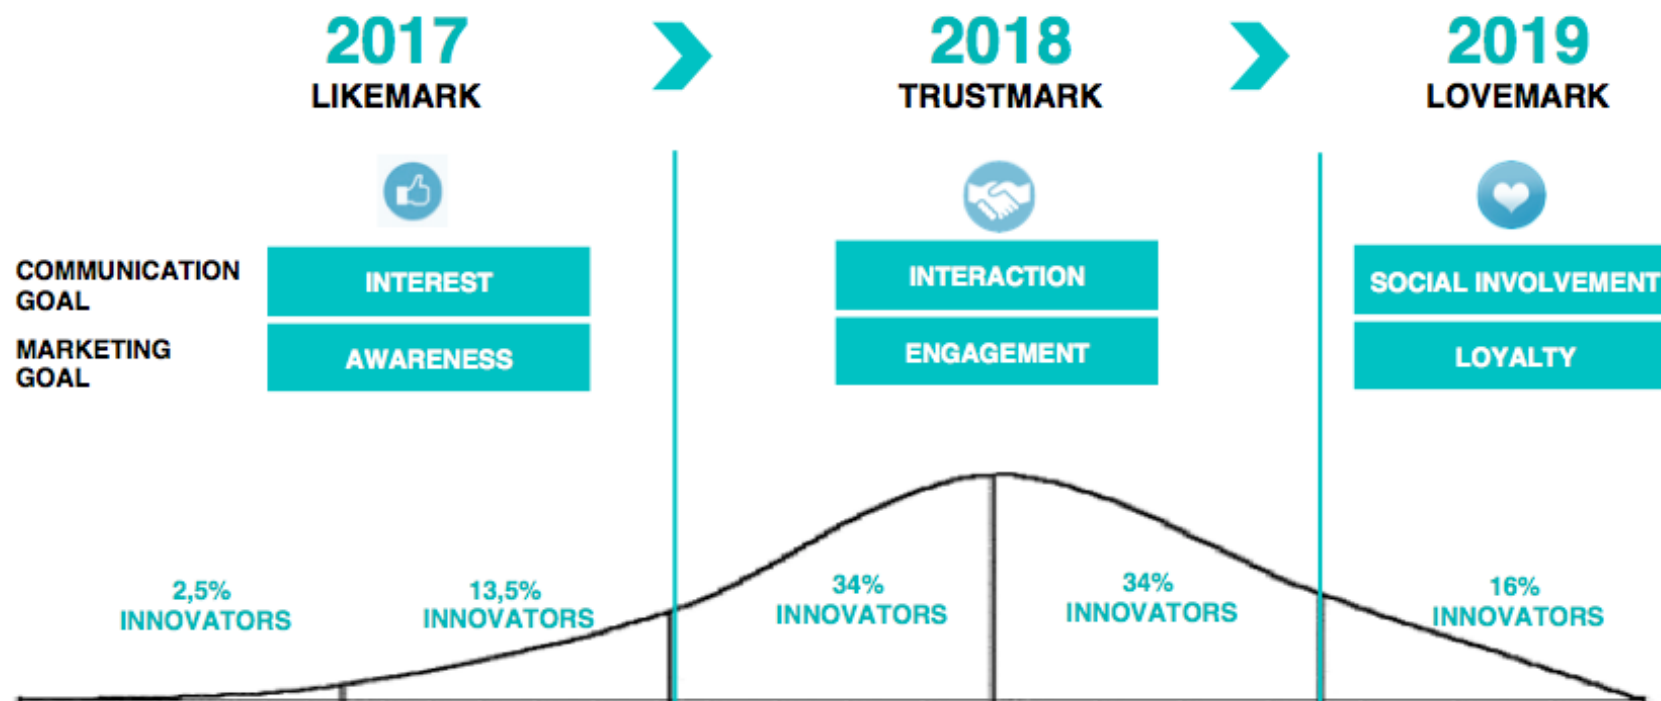 2017
LIKEMARK
2018
TRUSTMARK
2019
LOVEMARK
COMMUNICATION
GOAL
INTEREST
INTERACTION
SOCIAL INVOLVEMENT
MARKETING
GOAL
AWARENESS
ENGAGEMENT
LOYALTY
2,5%
INNOVATORS
13,5%
INNOVATORS
34%
INNOVATORS
34%
INNOVATORS
16%
INNOVATORS